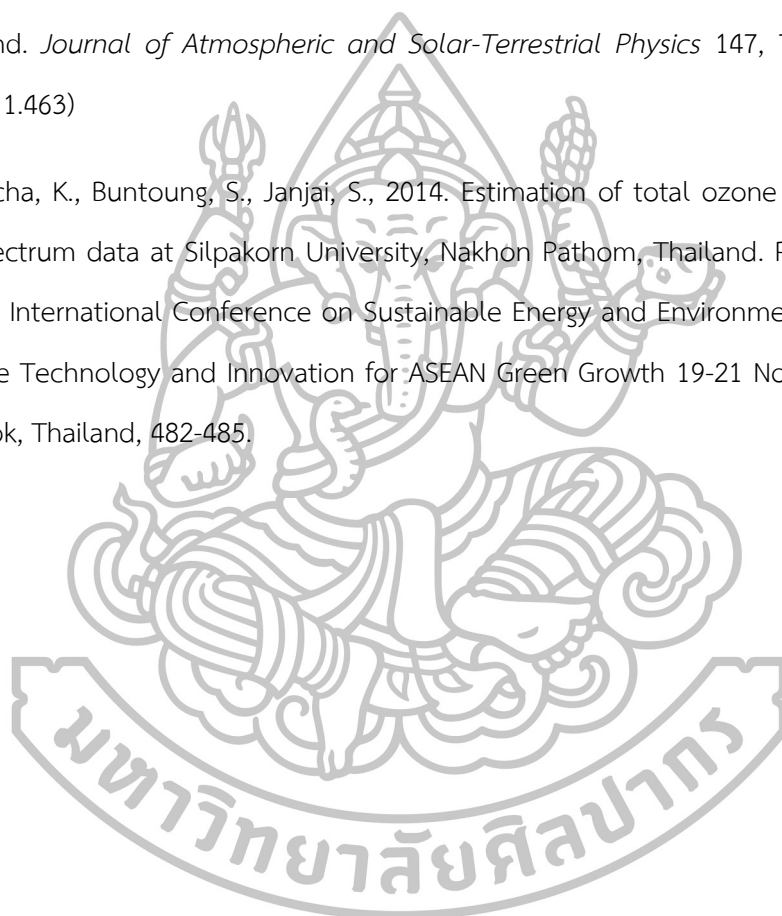 nd. Journal of Atmospheric and Solar-Terrestrial Physics 147,
1.463)
cha, K., Buntoung, S., Janjai, S., 2014. Estimation of total ozone
ectrum data at Silpakorn University, Nakhon Pathom, Thailand.
International Conference on Sustainable Energy and Environme
e Technology and Innovation for ASEAN Green Growth 19-21 No
ok, Thailand, 482-485.
มหาวิทยาลัยศิลปากร